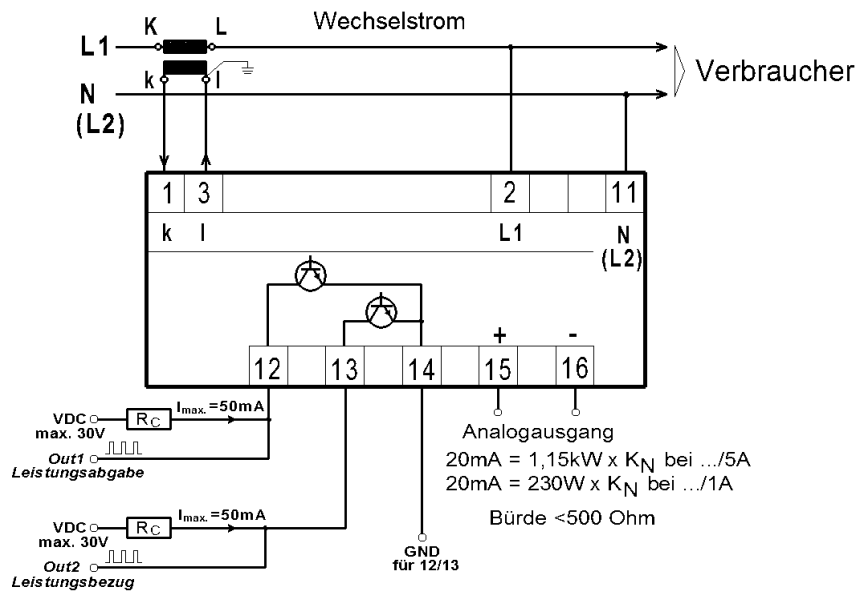 Wechselstrom
K L
L1
Verbraucher
k l
N
(L2)
1 3 2 11
k l L1 N
(L2)
+ -
12 13 14 15 16
VDC
max. 30V
RC
Imax.=50mA
Out1
Leistungsabgabe
VDC
max. 30V
RC
Imax.=50mA
Out2
Leistungsbezug
GND
für 12/13
Analogausgang
20mA = 1,15kW x KN bei .../5A
20mA = 230W x KN bei .../1A
Bürde <500 Ohm